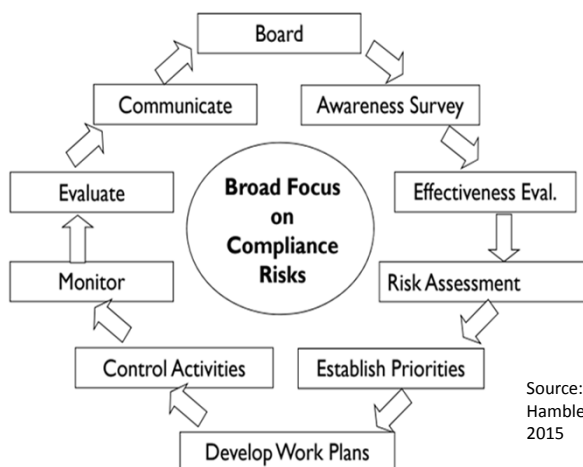 Board
Awareness Survey
Effectiveness Eval.
Risk Assessment
Establish Priorities
Develop Work Plans
Control Activities
Monitor
Evaluate
Communicate
Broad Focus
on
Compliance
Risks
Source:
2015